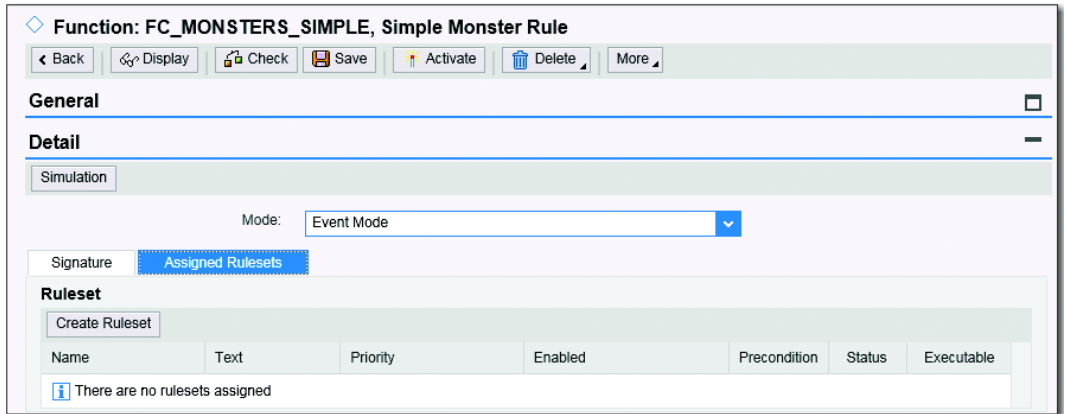 Function: FC_MONSTERS_SIMPLE, Simple Monster Rule
Back Display Check Save Activate Delete More
General
Detail
Simulation
Mode: Event Mode
Signature Assigned Rulesets
Ruleset
Create Ruleset
Name Text Priority Enabled Precondition Status Executable
There are no rulesets assigned